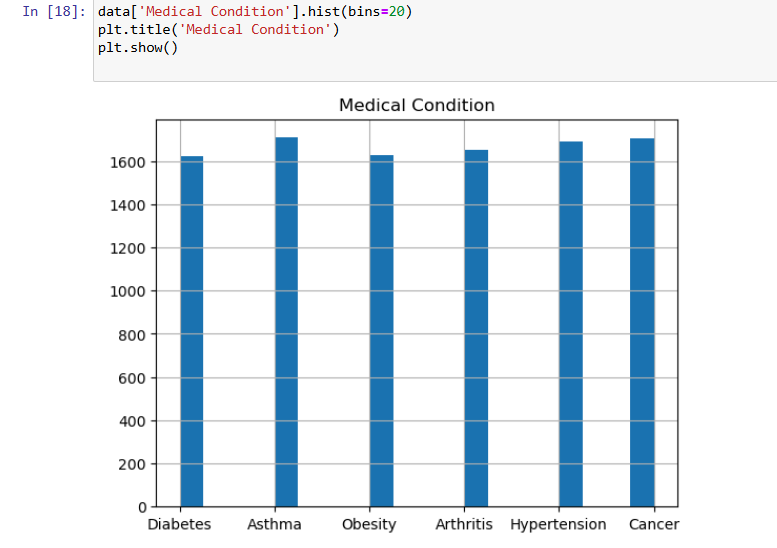 In [18]: data['Medical Condition'].hist(bins=20)
plt.title('Medical Condition')
plt.show()
Medical Condition
1600
1400
1200
1000
800
600
400
200
0
Diabetes Asthma Obesity Arthritis Hypertension Cancer